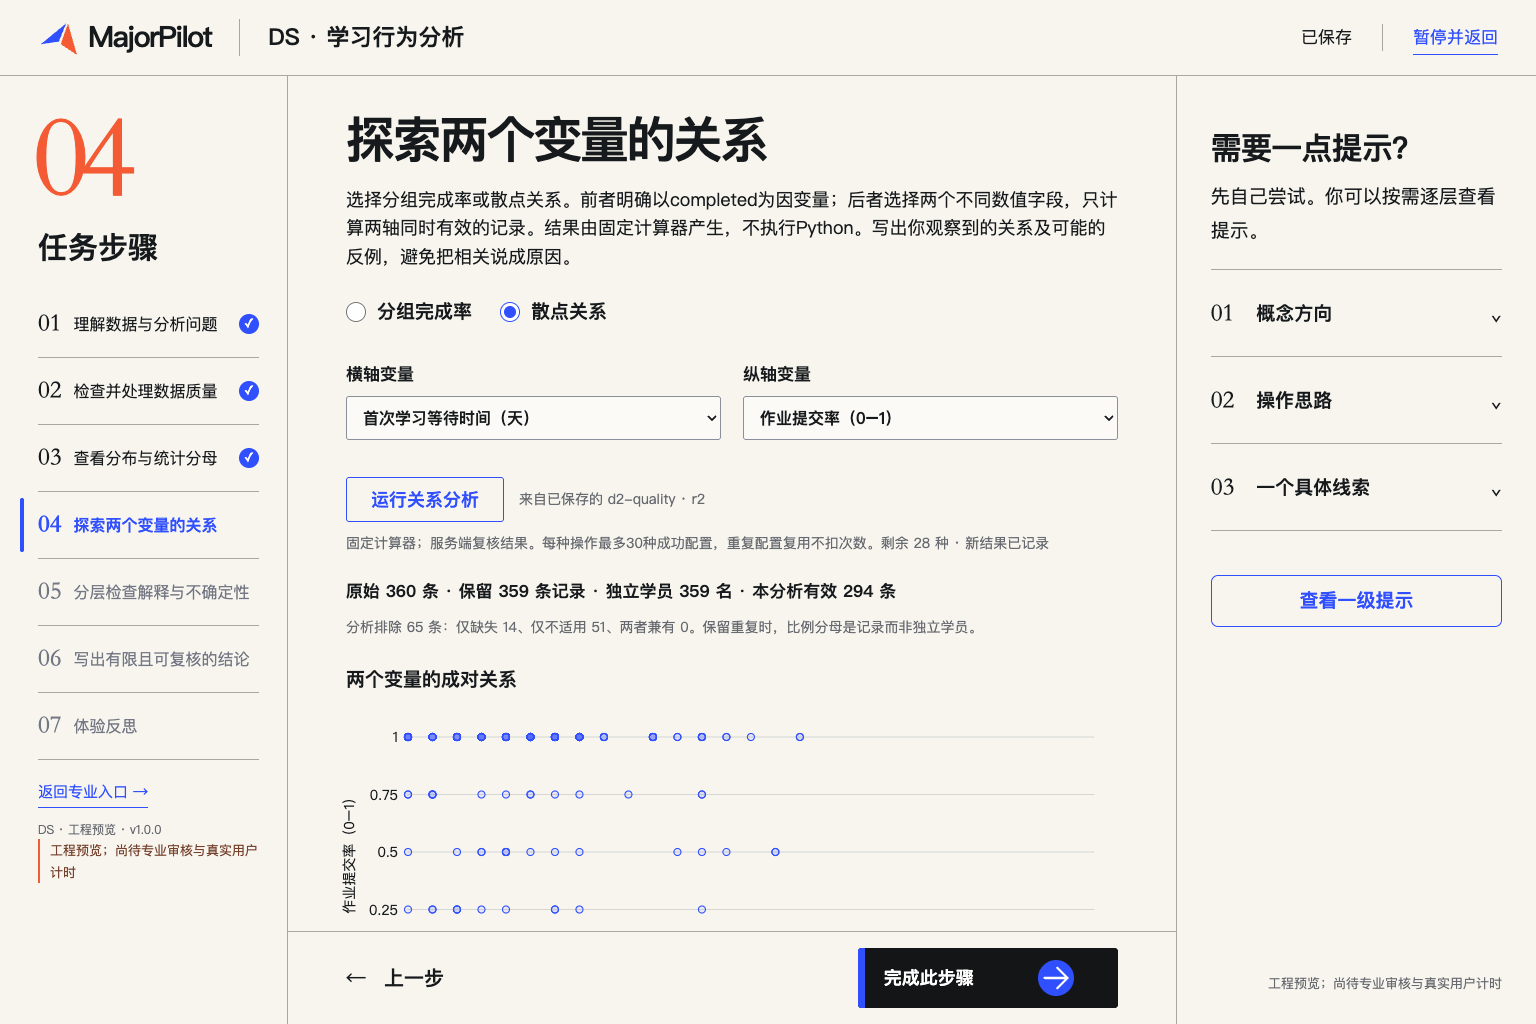 MajorPilot
DS · 学习行为分析
已保存
暂停并返回
04
任务步骤
01 理解数据与分析问题
02 检查并处理数据质量
03 查看分布与统计分母
04 探索两个变量的关系
05 分层检查解释与不确定性
06 写出有限且可复核的结论
07 体验反思
返回专业入口 →
DS · 工程预览 · v1.0.0
工程预览；尚待专业审核与真实用户
计时
探索两个变量的关系
选择分组完成率或散点关系。前者明确以completed为因变量；后者选择两个不同数值字段，只计
算两轴同时有效的记录。结果由固定计算器产生，不执行Python。写出你观察到的关系及可能的
反例，避免把相关说成原因。
分组完成率
散点关系
横轴变量
纵轴变量
首次学习等待时间（天）
作业提交率（0—1）
运行关系分析
来自已保存的 d2-quality · r2
固定计算器；服务端复核结果。每种操作最多30种成功配置，重复配置复用不扣次数。剩余 28 种 · 新结果已记录
原始 360 条 · 保留 359 条记录 · 独立学员 359 名 · 本分析有效 294 条
分析排除 65 条：仅缺失 14、仅不适用 51、两者兼有 0。保留重复时，比例分母是记录而非独立学员。
两个变量的成对关系
1
0.75
0.5
0.25
作业提交率（0—1）
← 上一步
完成此步骤
需要一点提示？
先自己尝试。你可以按需逐层查看
提示。
01 概念方向
02 操作思路
03 一个具体线索
查看一级提示
工程预览；尚待专业审核与真实用户计时